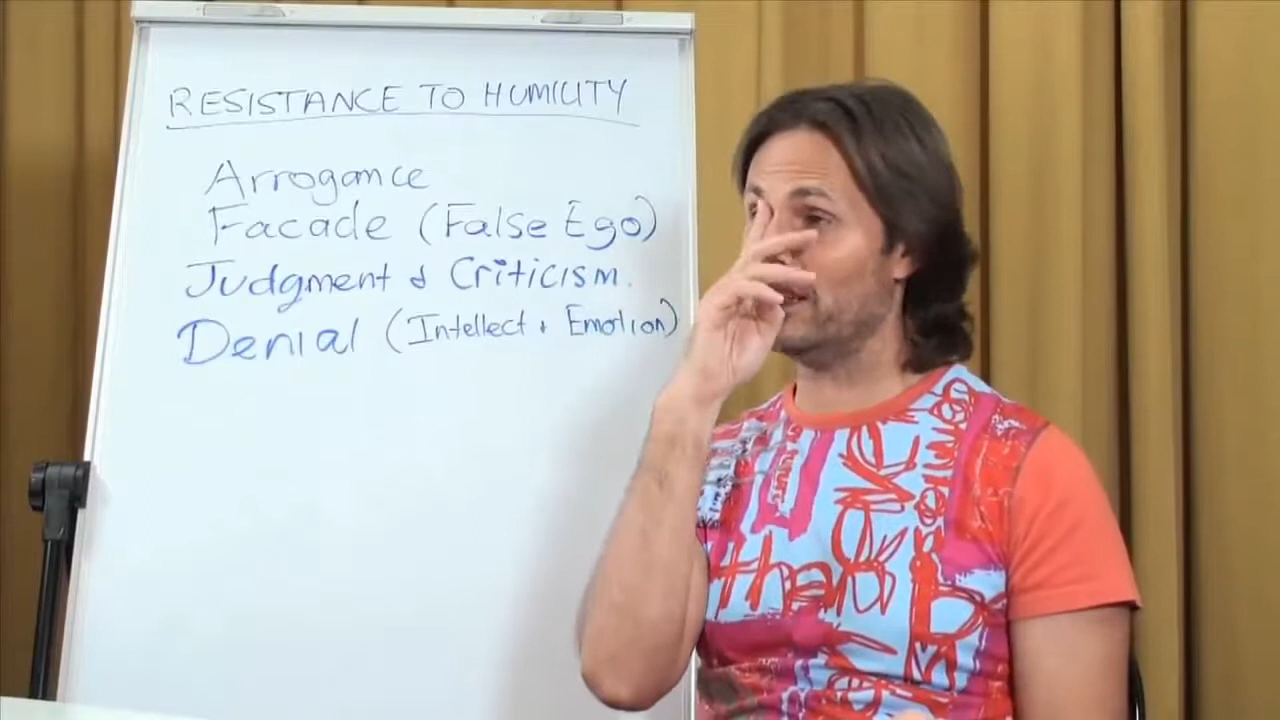 RESISTANCE TO HUMILITY
Arrogance
Facade (False Ego)
Judgment & Criticism.
Denial (Intellect + Emotion)